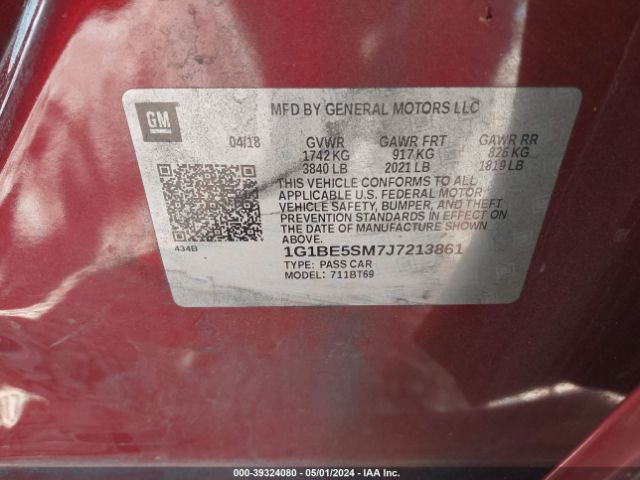 GM
MFD BY GENERAL MOTORS LLC
04/18 GVWR GAWR FRT GAWR RR
1742 KG 917 KG 826 KG
3840 LB 2021 LB 1819 LB
THIS VEHICLE CONFORMS TO ALL
APPLICABLE U.S. FEDERAL MOTOR
VEHICLE SAFETY, BUMPER, AND THEFT
PREVENTION STANDARDS IN EFFECT ON
THE DATE OF MANUFACTURE SHOWN
ABOVE.
434B
1G1BE5SM7J7213861
TYPE: PASS CAR
MODEL: 711BT69
000-39324080 - 05/01/2024 - IAA Inc.